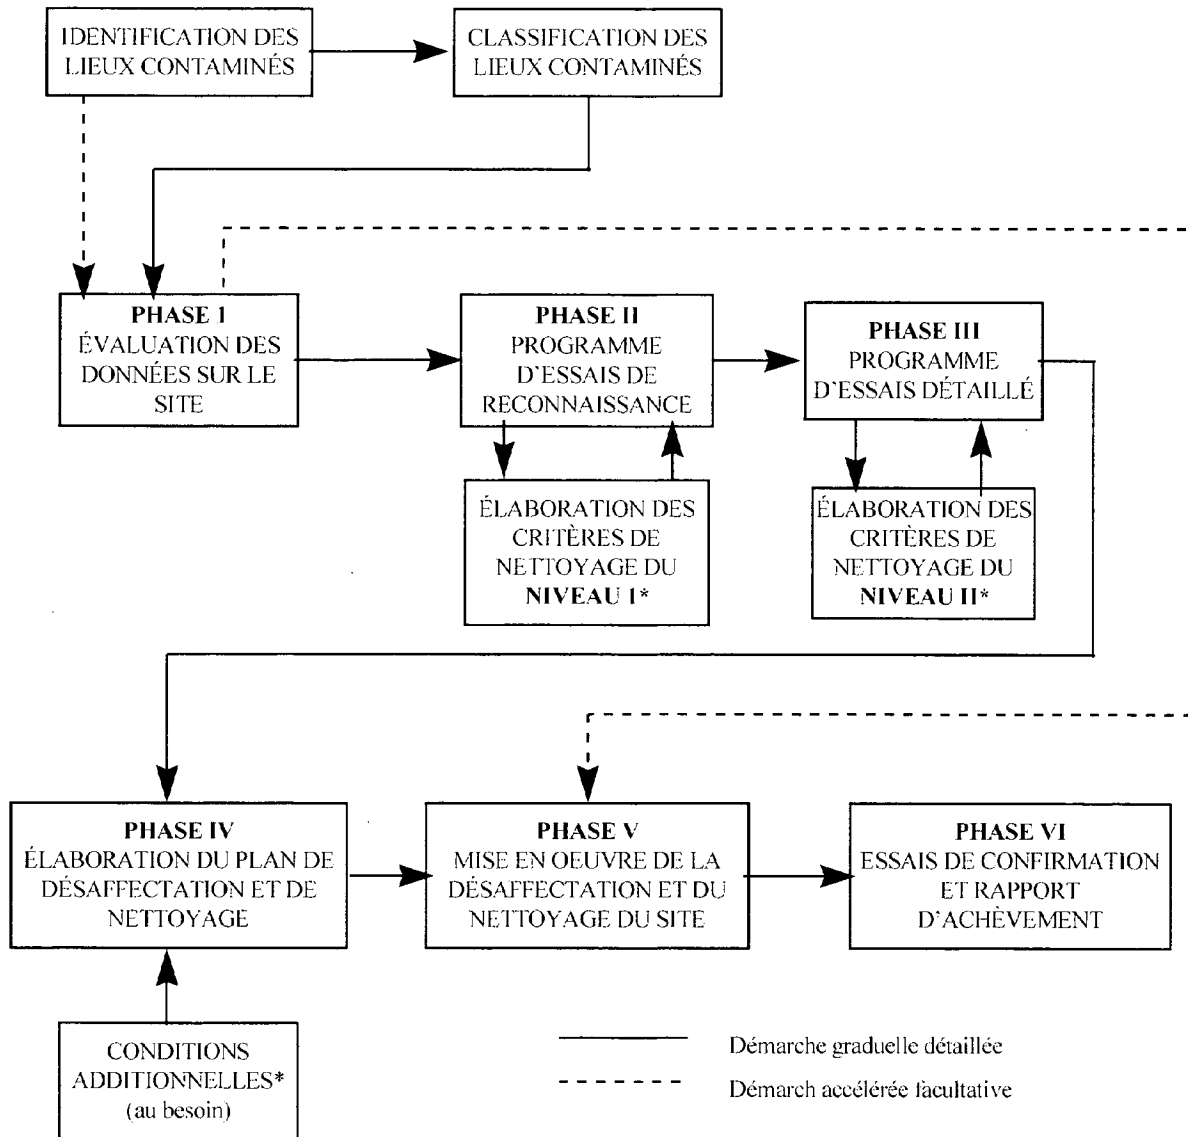 IDENTIFICATION DES
LIEUX CONTAMINÉS
CLASSIFICATION DES
LIEUX CONTAMINÉS
PHASE I
ÉVALUATION DES
DONNÉES SUR LE
SITE
PHASE II
PROGRAMME
D'ESSAIS DE
RECONNAISSANCE
PHASE III
PROGRAMME
D'ESSAIS DÉTAILLÉ
ÉLABORATION DES
CRITÈRES DE
NETTOYAGE DU
NIVEAU I*
ÉLABORATION DES
CRITÈRES DE
NETTOYAGE DU
NIVEAU II*
PHASE IV
ÉLABORATION DU PLAN DE
DÉSAFFECTATION ET DE
NETTOYAGE
PHASE V
MISE EN OEUVRE DE LA
DÉSAFFECTATION ET DU
NETTOYAGE DU SITE
PHASE VI
ESSAIS DE CONFIRMATION
ET RAPPORT
D'ACHÈVEMENT
CONDITIONS
ADDITIONNELLES*
(au besoin)
Démarche graduelle détaillée
Démarch accélérée facultative